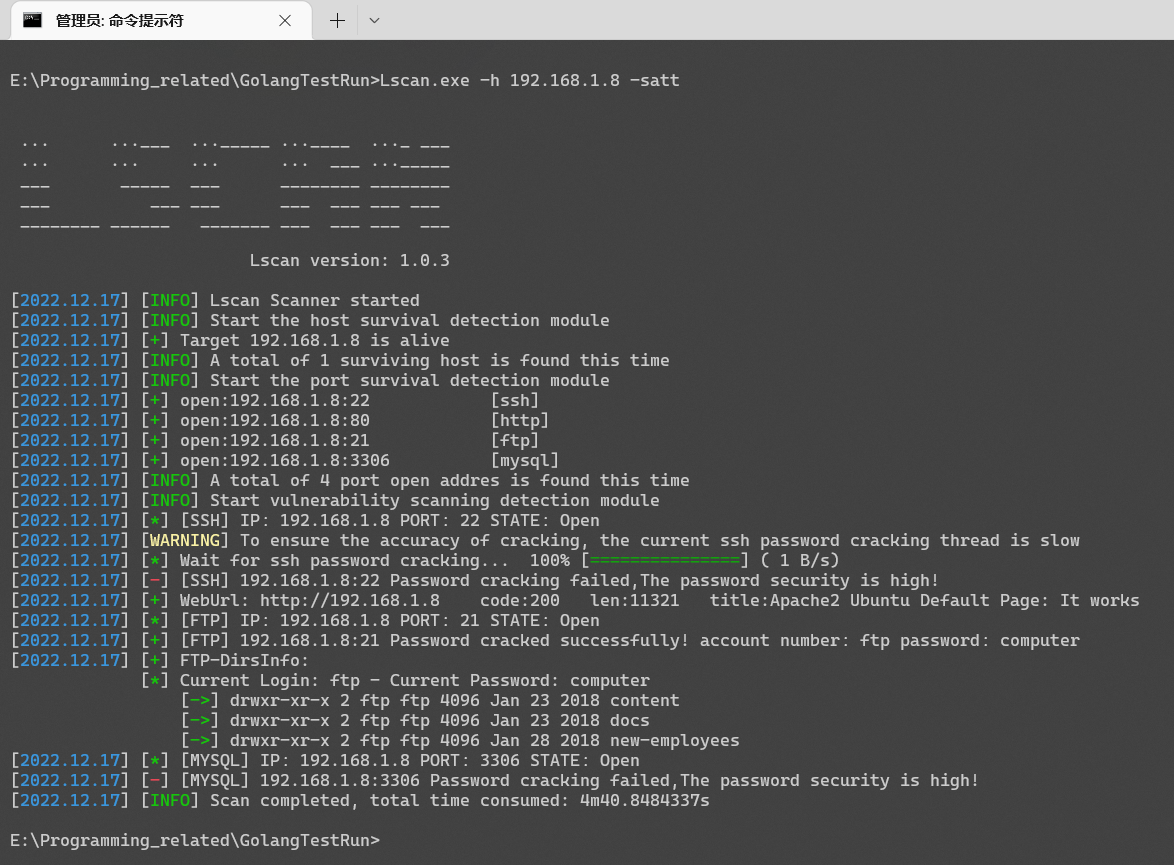 管理员: 命令提示符
E:\Programming_related\GolangTestRun>Lscan.exe -h 192.168.1.8 -satt
Lscan version: 1.0.3
[2022.12.17] [INFO] Lscan Scanner started
[2022.12.17] [INFO] Start the host survival detection module
[2022.12.17] [+] Target 192.168.1.8 is alive
[2022.12.17] [INFO] A total of 1 surviving host is found this time
[2022.12.17] [INFO] Start the port survival detection module
[2022.12.17] [+] open:192.168.1.8:22 [ssh]
[2022.12.17] [+] open:192.168.1.8:80 [http]
[2022.12.17] [+] open:192.168.1.8:21 [ftp]
[2022.12.17] [+] open:192.168.1.8:3306 [mysql]
[2022.12.17] [INFO] A total of 4 port open addres is found this time
[2022.12.17] [INFO] Start vulnerability scanning detection module
[2022.12.17] [*] [SSH] IP: 192.168.1.8 PORT: 22 STATE: Open
[2022.12.17] [WARNING] To ensure the accuracy of cracking, the current ssh password cracking thread is slow
[2022.12.17] [*] Wait for ssh password cracking... 100% [===============] ( 1 B/s)
[2022.12.17] [-] [SSH] 192.168.1.8:22 Password cracking failed,The password security is high!
[2022.12.17] [+] WebUrl: http://192.168.1.8 code:200 len:11321 title:Apache2 Ubuntu Default Page: It works
[2022.12.17] [*] [FTP] IP: 192.168.1.8 PORT: 21 STATE: Open
[2022.12.17] [+] [FTP] 192.168.1.8:21 Password cracked successfully! account number: ftp password: computer
[2022.12.17] [+] FTP-DirsInfo:
[*] Current Login: ftp - Current Password: computer
[->] drwxr-xr-x 2 ftp ftp 4096 Jan 23 2018 content
[->] drwxr-xr-x 2 ftp ftp 4096 Jan 23 2018 docs
[->] drwxr-xr-x 2 ftp ftp 4096 Jan 28 2018 new-employees
[2022.12.17] [*] [MYSQL] IP: 192.168.1.8 PORT: 3306 STATE: Open
[2022.12.17] [-] [MYSQL] 192.168.1.8:3306 Password cracking failed,The password security is high!
[2022.12.17] [INFO] Scan completed, total time consumed: 4m40.8484337s
E:\Programming_related\GolangTestRun>